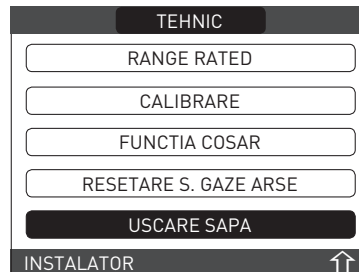 TEHNIC
RANGE RATED
CALIBRARE
FUNCTIA COSAR
RESETARE S. GAZE ARSE
USCARE SAPA
INSTALATOR